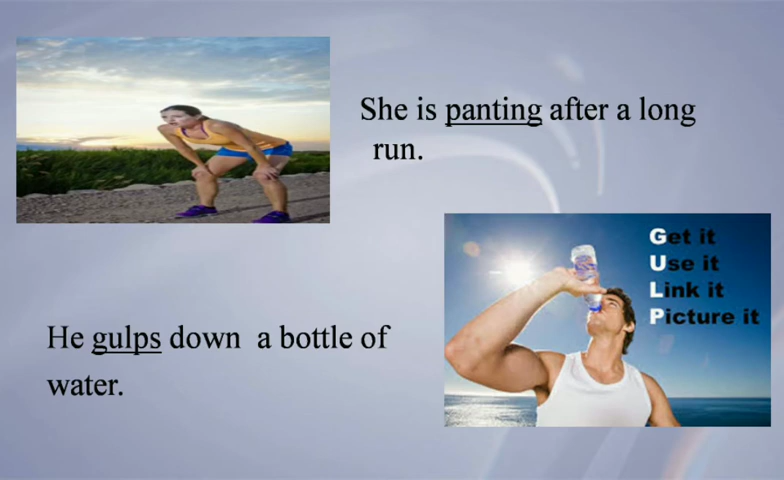 She is panting after a long
run.
Get it
Use it
Link it
Picture it
He gulps down a bottle of
water.